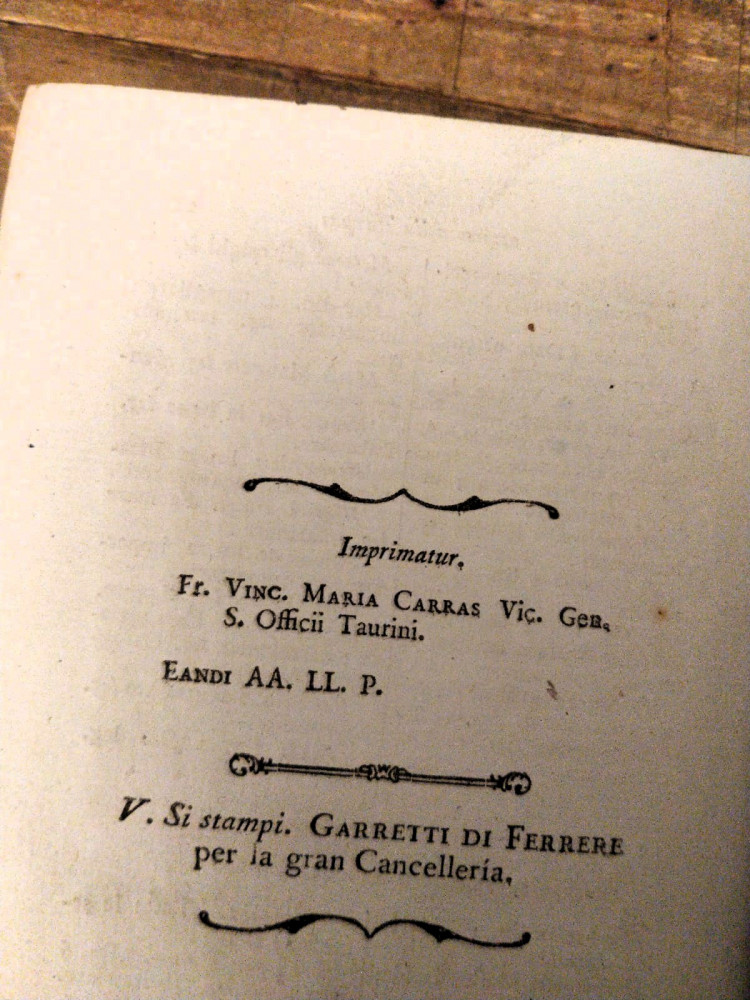 Imprimatur.
Fr. VINC. MARIA CARRAS Vic. Gen.
S. Officii Taurini.
EANDI AA. LL. P.
V. Si stampi. GARRETTI DI FERRERE
per la gran Cancellería.